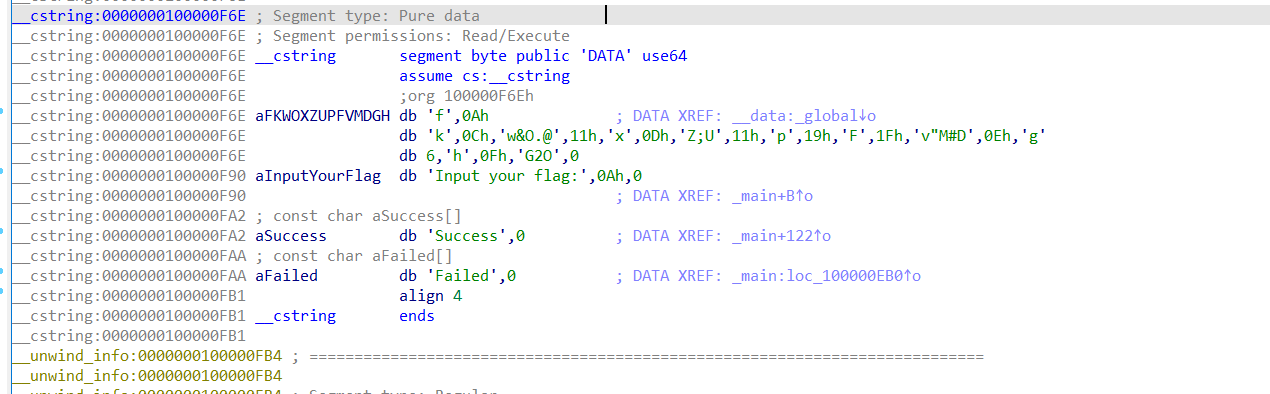 __cstring:0000000100000F6E ; Segment type: Pure data
__cstring:0000000100000F6E ; Segment permissions: Read/Execute
__cstring:0000000100000F6E __cstring       segment byte public 'DATA' use64
__cstring:0000000100000F6E                 assume cs:__cstring
__cstring:0000000100000F6E                 ;org 100000F6Eh
__cstring:0000000100000F6E aFKWOXZUPFVMDGH db 'f',0Ah              ; DATA XREF: __data:_global↓o
__cstring:0000000100000F6E                 db 'k',0Ch,'w&O.@',11h,'x',0Dh,'Z;U',11h,'p',19h,'F',1Fh,'v"M#D',0Eh,'g'
__cstring:0000000100000F6E                 db 6,'h',0Fh,'G2O',0
__cstring:0000000100000F90 aInputYourFlag  db 'Input your flag:',0Ah,0
__cstring:0000000100000F90                                         ; DATA XREF: _main+B↑o
__cstring:0000000100000FA2 ; const char aSuccess[]
__cstring:0000000100000FA2 aSuccess        db 'Success',0          ; DATA XREF: _main+122↑o
__cstring:0000000100000FAA ; const char aFailed[]
__cstring:0000000100000FAA aFailed         db 'Failed',0           ; DATA XREF: _main:loc_100000EB0↑o
__cstring:0000000100000FB1                 align 4
__cstring:0000000100000FB1 __cstring       ends
__cstring:0000000100000FB1
__unwind_info:0000000100000FB4 ; ===========================================================================
__unwind_info:0000000100000FB4